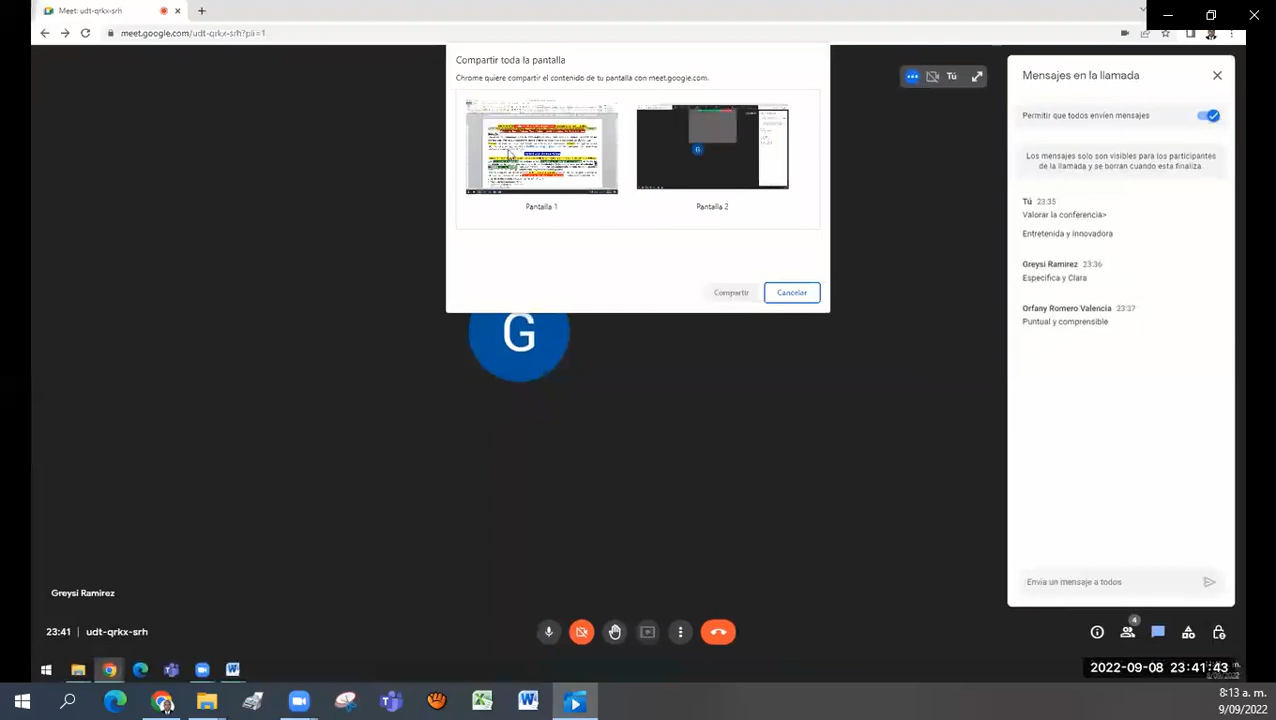 Meet: udt-qrkx-srh
meet.google.com/udt-qrkx-srh?pli=1
Compartir toda la pantalla
Chrome quiere compartir el contenido de tu pantalla con meet.google.com.
Pantalla 1
Pantalla 2
Compartir
Cancelar
Tú
Mensajes en la llamada
Permitir que todos envíen mensajes
Los mensajes solo son visibles para los participantes
de la llamada y se borran cuando esta finaliza.
Tú 23:35
Valorar la conferencia>
Entretenida y innovadora
Greysi Ramirez 23:36
Específica y Clara
Orfany Romero Valencia 23:37
Puntual y comprensible
Envía un mensaje a todos
G
Greysi Ramirez
23:41 udt-qrkx-srh
4
2022-09-08 23:41:43
8:13 a. m.
9/09/2022